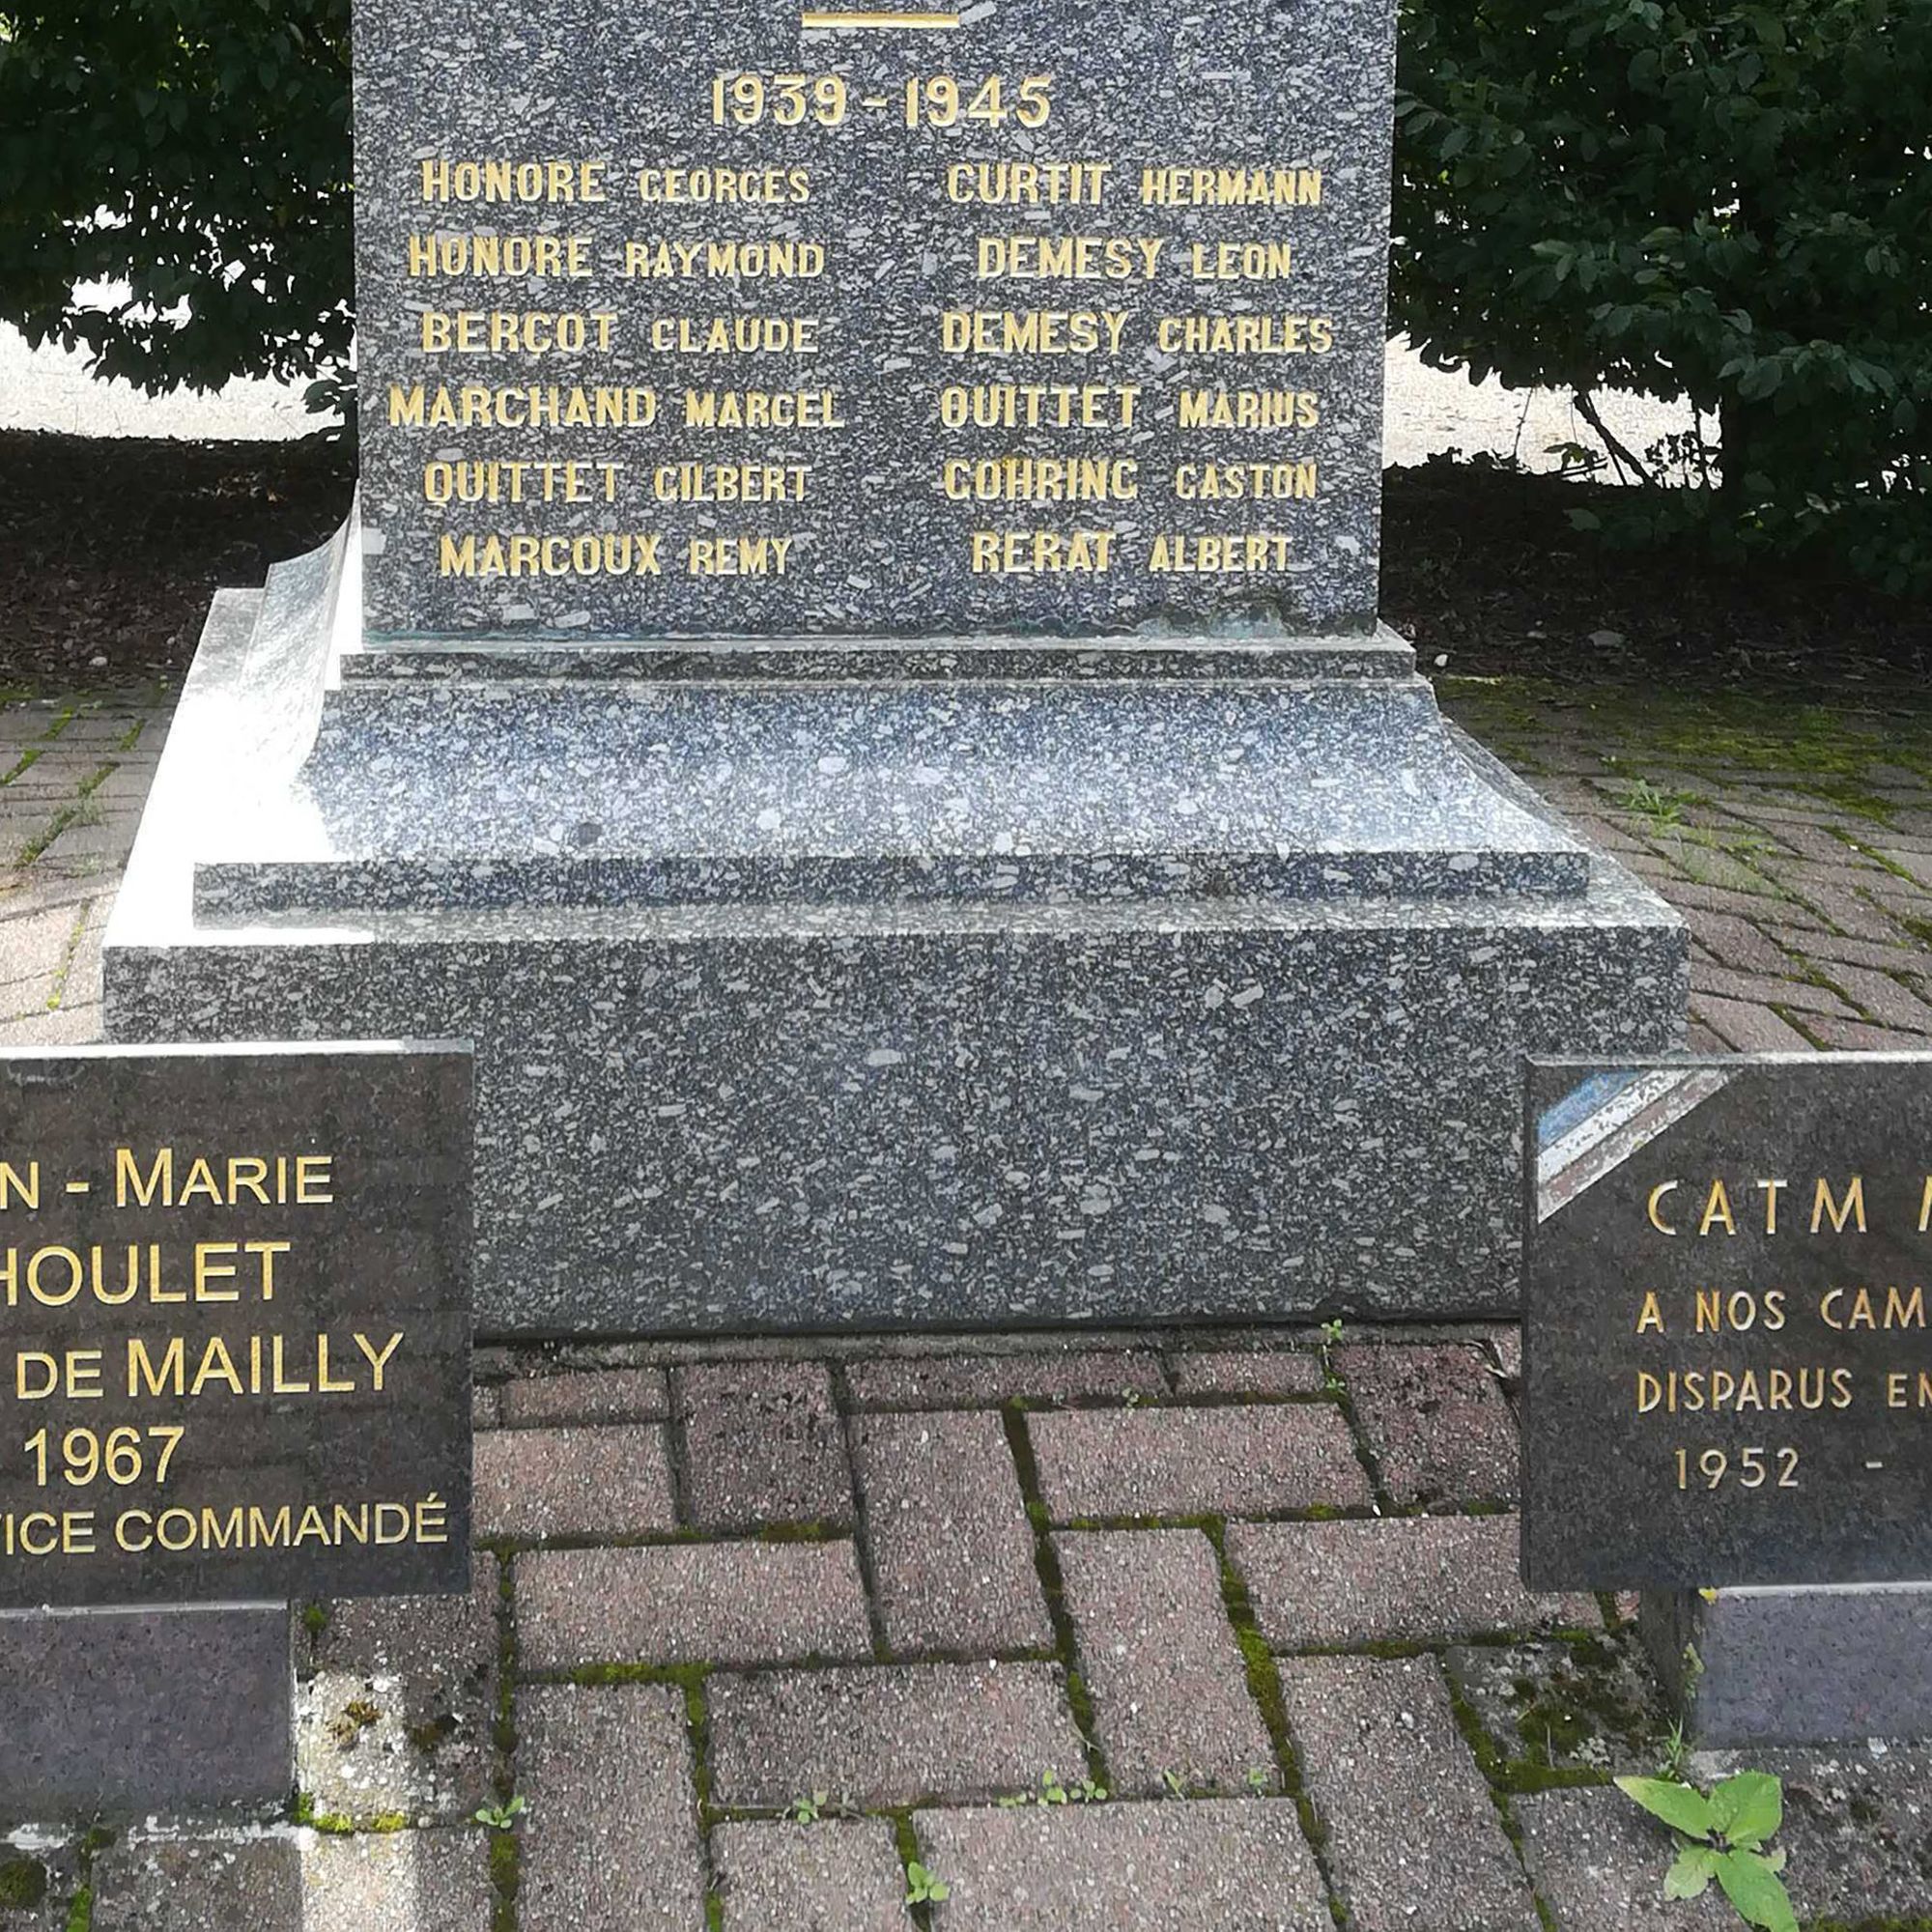 1939 - 1945
HONORE GEORGES
HONORE RAYMOND
BERÇOT CLAUDE
MARCHAND MARCEL
QUITTET GILBERT
MARCOUX REMY
CURTIT HERMANN
DEMESY LEON
DEMESY CHARLES
QUITTET MARIUS
GOHRING GASTON
RERAT ALBERT
N - MARIE
HOULET
DE MAILLY
1967
VICE COMMANDÉ
CATM
A NOS CAM
DISPARUS EN
1952 -